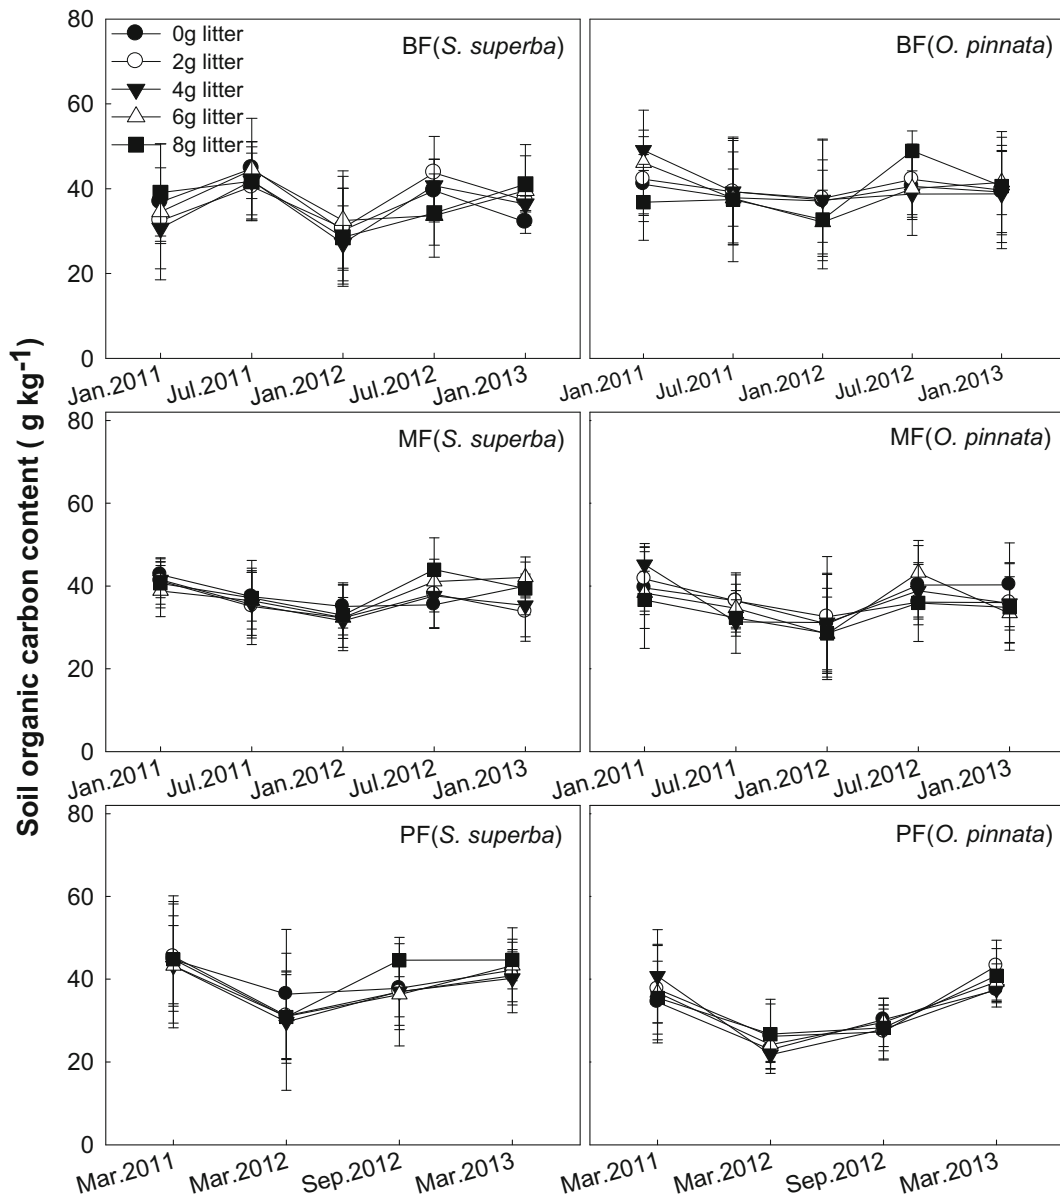 Soil organic carbon content ( g kg-1)
80
60
40
20
0
0g litter
2g litter
4g litter
6g litter
8g litter
BF(S. superba)
Jan.2011
Jul.2011
Jan.2012
Jul.2012
Jan.2013
BF(O. pinnata)
Jan.2011
Jul.2011
Jan.2012
Jul.2012
Jan.2013
80
60
40
20
0
MF(S. superba)
Jan.2011
Jul.2011
Jan.2012
Jul.2012
Jan.2013
MF(O. pinnata)
Jan.2011
Jul.2011
Jan.2012
Jul.2012
Jan.2013
80
60
40
20
0
PF(S. superba)
Mar.2011
Mar.2012
Sep.2012
Mar.2013
PF(O. pinnata)
Mar.2011
Mar.2012
Sep.2012
Mar.2013